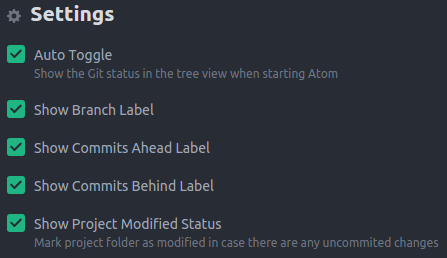 Settings
Auto Toggle
Show the Git status in the tree view when starting Atom
Show Branch Label
Show Commits Ahead Label
Show Commits Behind Label
Show Project Modified Status
Mark project folder as modified in case there are any uncommited changes